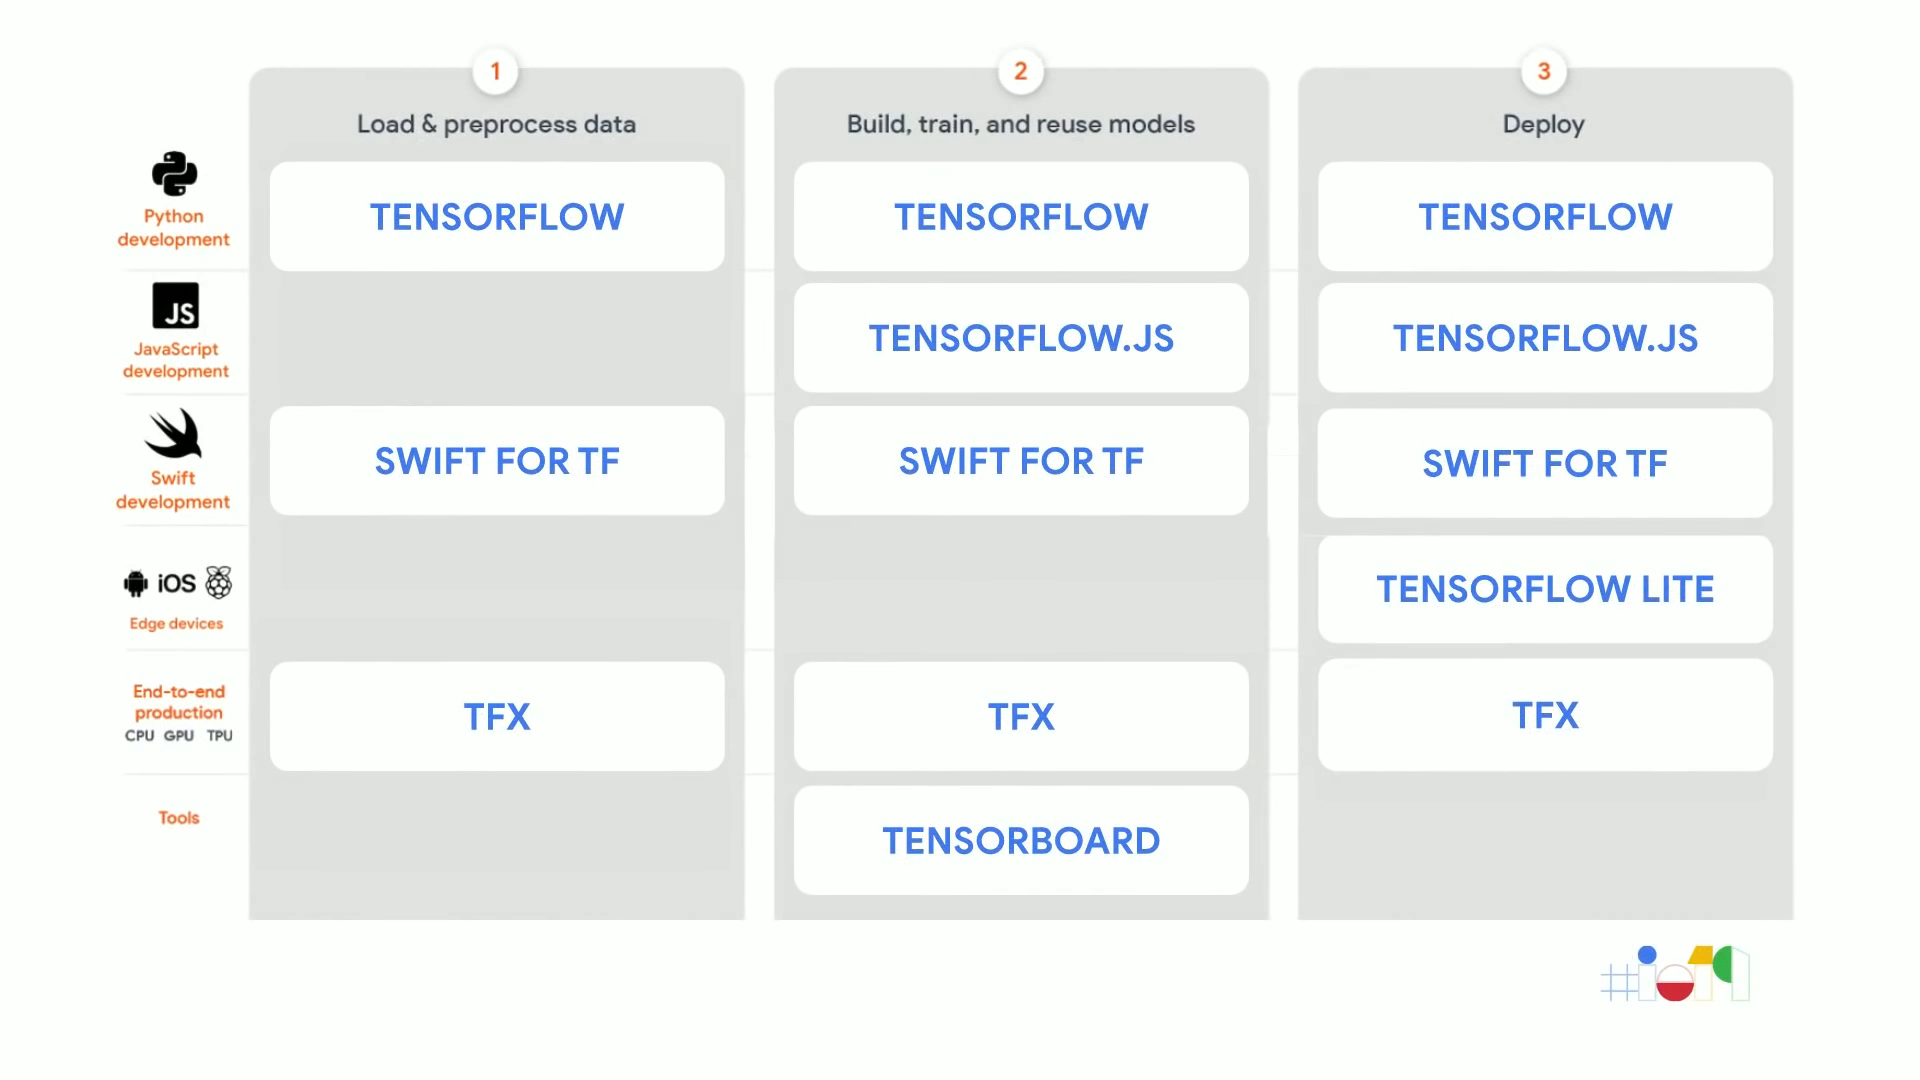 1
Load & preprocess data
2
Build, train, and reuse models
3
Deploy
Python
development
TENSORFLOW
TENSORFLOW
TENSORFLOW
JS
JavaScript
development
TENSORFLOW.JS
TENSORFLOW.JS
Swift
development
SWIFT FOR TF
SWIFT FOR TF
SWIFT FOR TF
iOS
Edge devices
TENSORFLOW LITE
End-to-end
production
CPU GPU TPU
TFX
TFX
TFX
Tools
TENSORBOARD
#io19